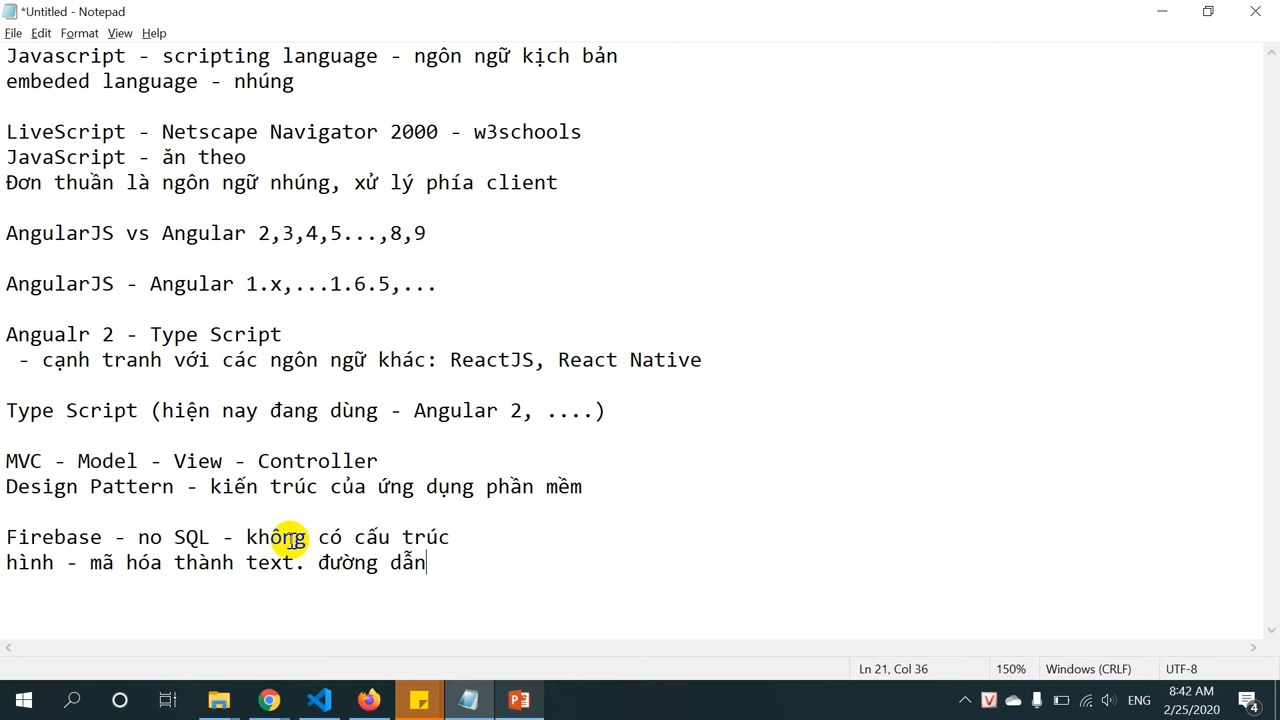 *Untitled - Notepad
File Edit Format View Help
Javascript - scripting language - ngôn ngữ kịch bản
embeded language - nhúng
LiveScript - Netscape Navigator 2000 - w3schools
JavaScript - ăn theo
Đơn thuần là ngôn ngữ nhúng, xử lý phía client
AngularJS vs Angular 2,3,4,5...,8,9
AngularJS - Angular 1.x,...1.6.5,...
Angualr 2 - Type Script
- cạnh tranh với các ngôn ngữ khác: ReactJS, React Native
Type Script (hiện nay đang dùng - Angular 2, ....)
MVC - Model - View - Controller
Design Pattern - kiến trúc của ứng dụng phần mềm
Firebase - no SQL - không có cấu trúc
hình - mã hóa thành text. đường dẫn
Ln 21, Col 36 150% Windows (CRLF) UTF-8
ENG 8:42 AM
2/25/2020 4